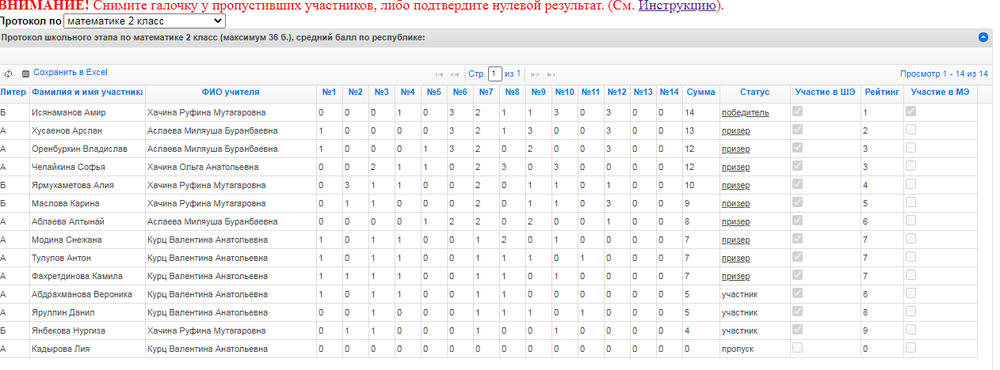 ВНИМАНИЕ! Снимите галочку у пропустивших участников, либо подтвердите нулевой результат. (См. Инструкцию).
Протокол по математике 2 класс
Протокол школьного этапа по математике 2 класс (максимум 36 б.), средний балл по республике:
Сохранить в Excel Стр. 1 из 1 Просмотр 1 - 14 из 14
Литера Фамилия и имя участника ФИО учителя №1 №2 №3 №4 №5 №6 №7 №8 №9 №10 №11 №12 №13 №14 Сумма Статус Участие в ШЭ Рейтинг Участие в МЭ
Б Исянаманов Амир Хачина Руфина Мутагаровна 0 0 0 1 0 3 2 1 1 3 0 3 0 0 14 победитель 1
А Хусаенов Арслан Аслаева Миляуша Буранбаевна 1 0 0 0 0 3 2 1 3 0 0 3 0 0 13 призер 2
А Оренбуркин Владислав Аслаева Миляуша Буранбаевна 1 0 0 0 1 3 2 0 2 0 0 3 0 0 12 призер 3
А Чепайкина Софья Хачина Ольга Анатольевна 0 0 2 1 1 0 2 3 0 3 0 0 0 0 12 призер 3
Б Ярмухаметова Алия Хачина Руфина Мутагаровна 0 3 1 1 0 0 2 0 1 1 0 1 0 0 10 призер 4
Б Маслова Карина Хачина Руфина Мутагаровна 0 1 1 0 0 0 2 0 1 1 0 3 0 0 9 призер 5
А Аблаева Алтынай Аслаева Миляуша Буранбаевна 0 0 0 0 1 2 2 0 2 0 0 1 0 0 8 призер 6
А Модина Снежана Курц Валентина Анатольевна 1 0 1 1 0 0 1 2 0 1 0 0 0 0 7 призер 7
А Тулупов Антон Курц Валентина Анатольевна 1 0 1 1 0 0 1 1 1 0 1 0 0 0 7 призер 7
А Фахретдинова Камила Курц Валентина Анатольевна 1 1 1 1 0 0 1 1 0 1 0 0 0 0 7 призер 7
А Абдрахманова Вероника Курц Валентина Анатольевна 1 0 1 1 0 0 1 1 0 0 0 0 0 0 5 участник 8
А Яруллин Данил Курц Валентина Анатольевна 0 0 1 0 0 0 1 1 1 0 1 0 0 0 5 участник 8
Б Янбекова Нургиза Хачина Руфина Мутагаровна 0 1 1 0 0 0 1 0 0 1 0 0 0 0 4 участник 9
А Кадырова Лия Курц Валентина Анатольевна 0 0 0 0 0 0 0 0 0 0 0 0 0 0 0 пропуск 0